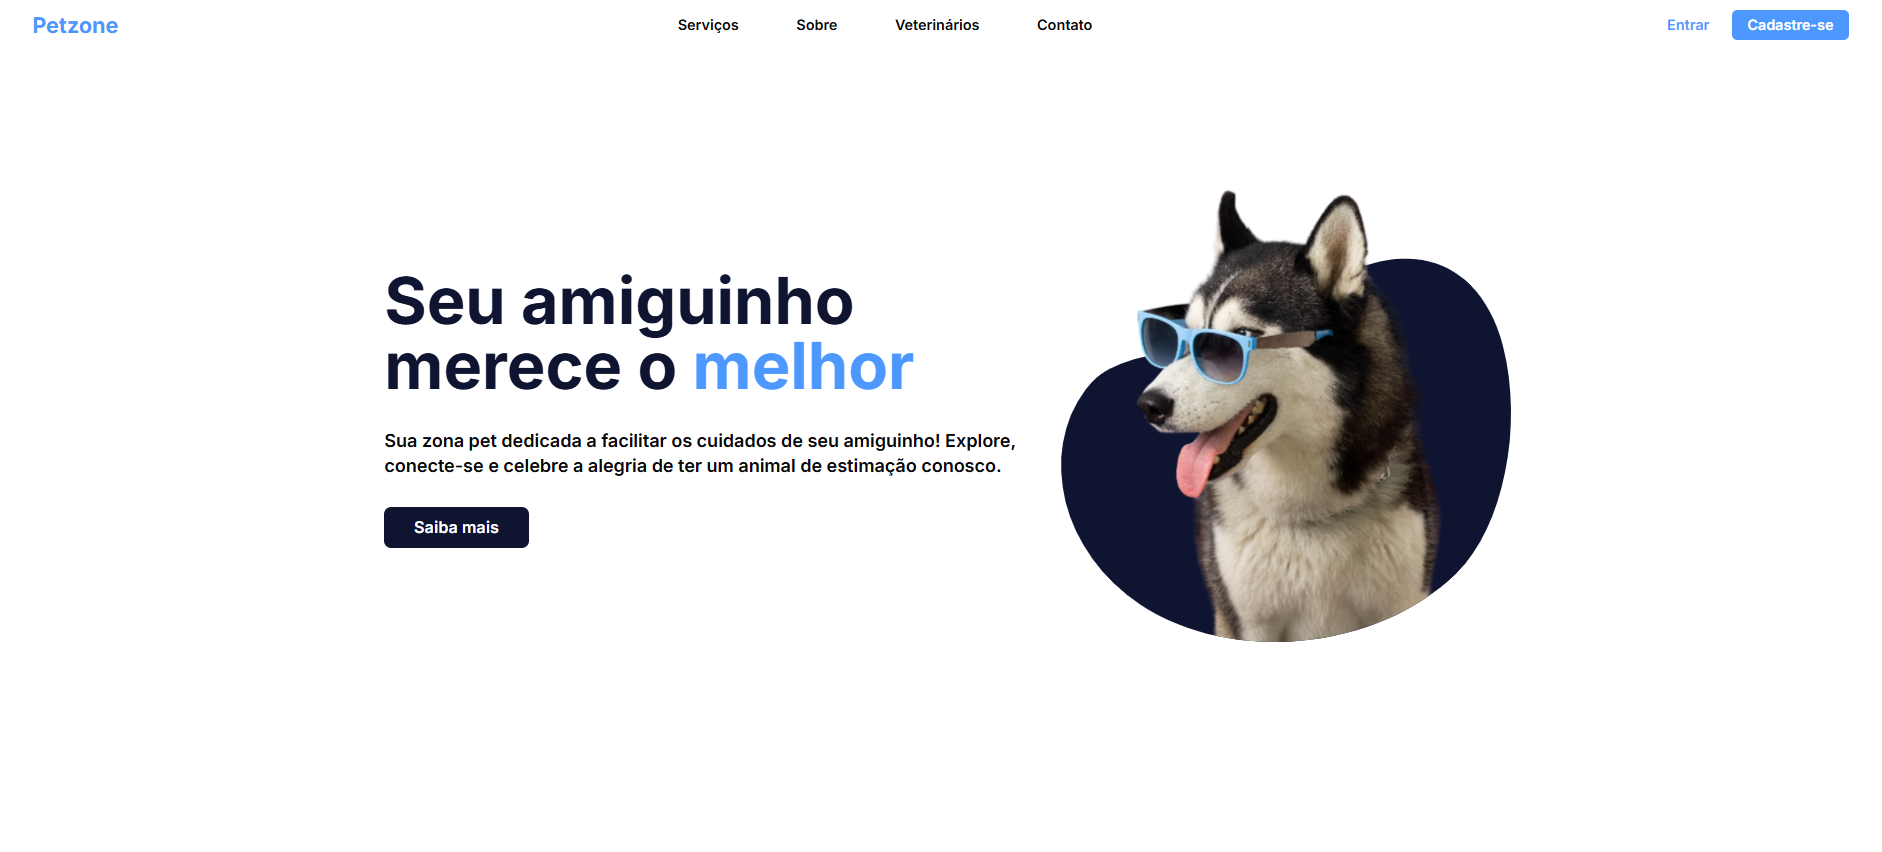 Petzone
Serviços
Sobre
Veterinários
Contato
Entrar
Cadastre-se
Seu amiguinho
merece o melhor
Sua zona pet dedicada a facilitar os cuidados de seu amiguinho! Explore,
conecte-se e celebre a alegria de ter um animal de estimação conosco.
Saiba mais